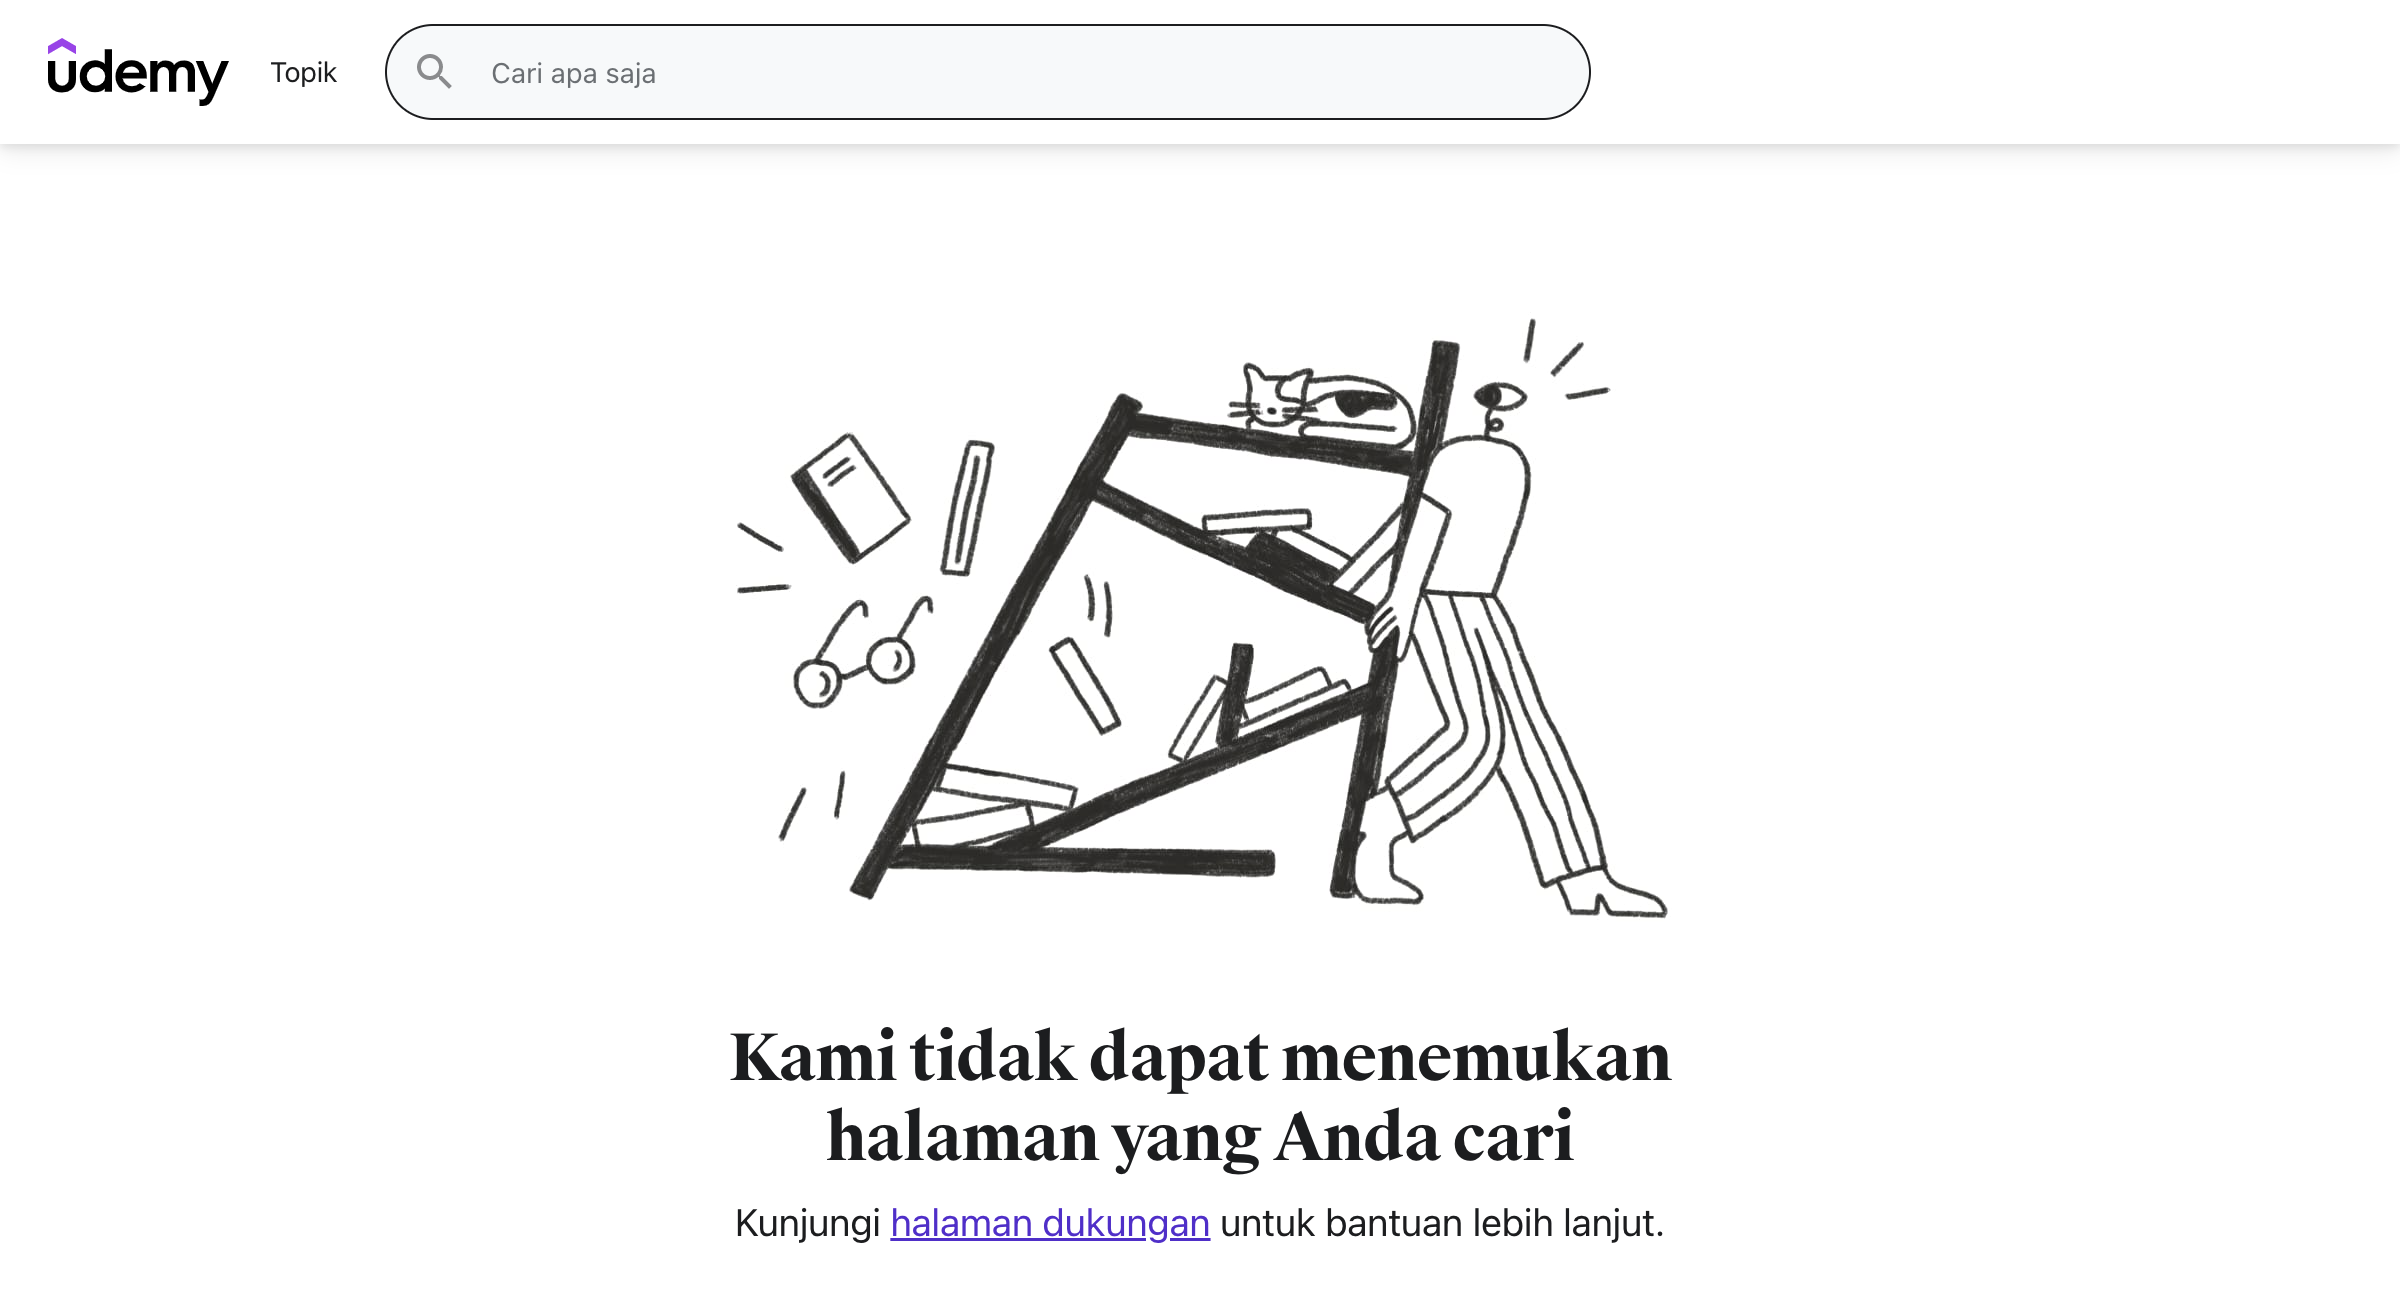 udemy
Topik
Cari apa saja
Kami tidak dapat menemukan
halaman yang Anda cari
Kunjungi halaman dukungan untuk bantuan lebih lanjut.